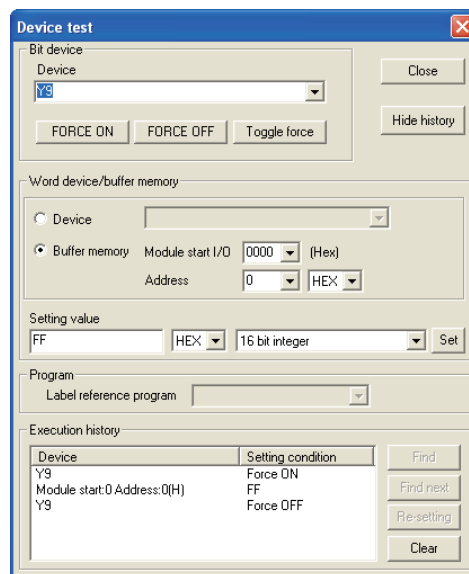 Device test
Bit device
Device
Close
Y9
Hide history
FORCE ON FORCE OFF Toggle force
Word device/buffer memory
Device
Buffer memory Module start I/O 0000 (Hex)
Address 0 HEX
Setting value
FF HEX 16 bit integer Set
Program
Label reference program
Execution history
Device Setting condition Find
Y9 Force ON
Module start:0 Address:0(H) FF Find next
Y9 Force OFF
Re-setting
Clear